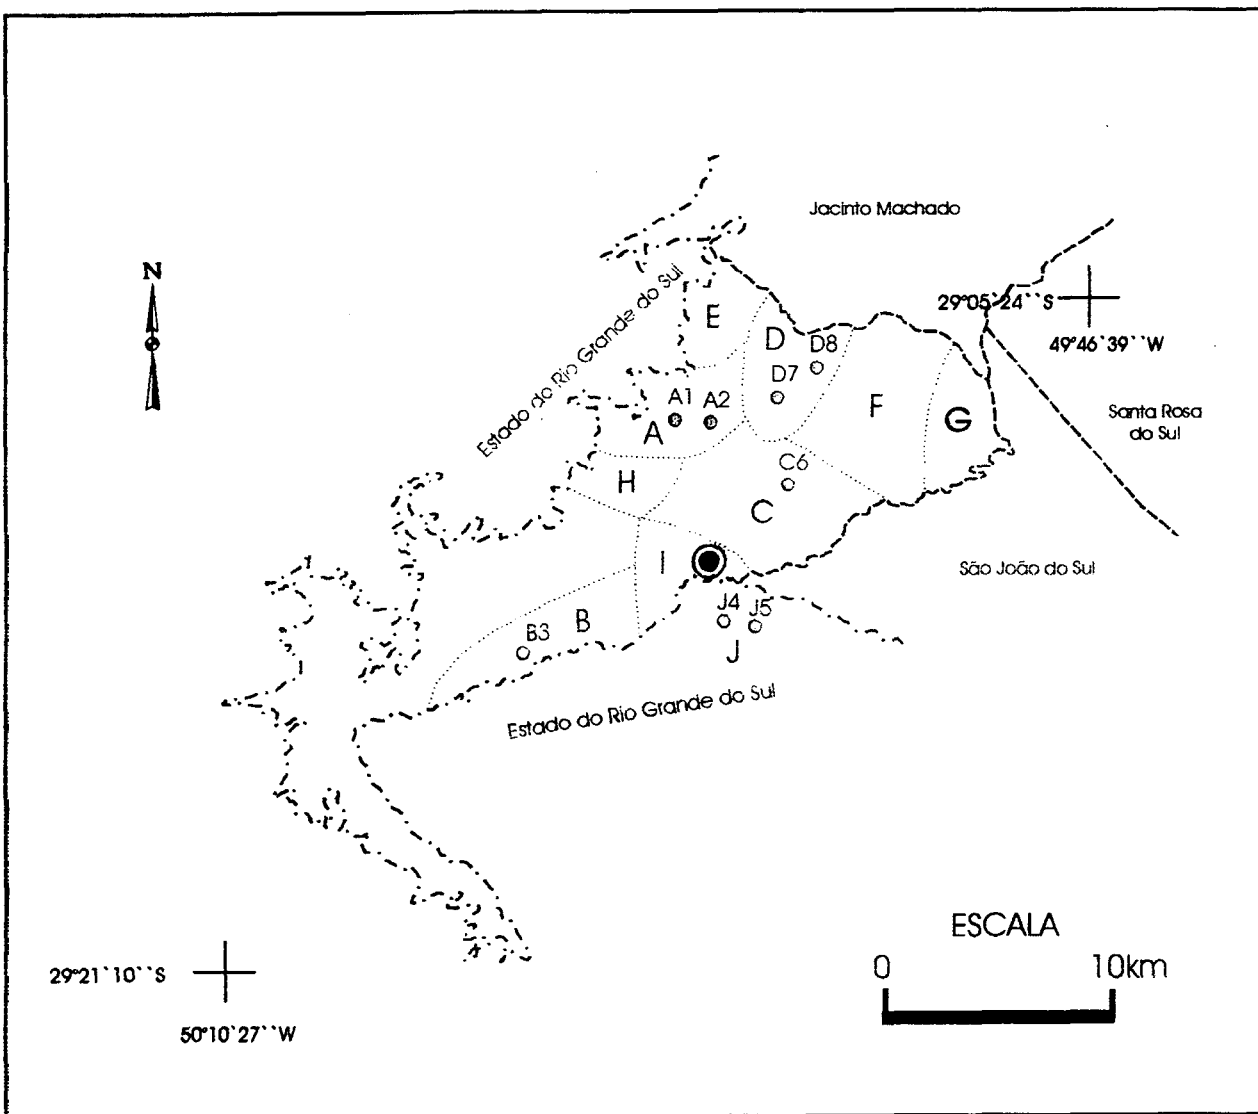 Jacinto Machado
N
Estado do Rio Grande do Sul
29°05`24``S
49°46`39``W
E
D
D8
D7
A1
A2
A
F
G
Santa Rosa
do Sul
H
C6
C
I
São João do Sul
B3
B
J4
J5
J
Estado do Rio Grande do Sul
ESCALA
0
10km
29°21`10``S
50°10`27``W